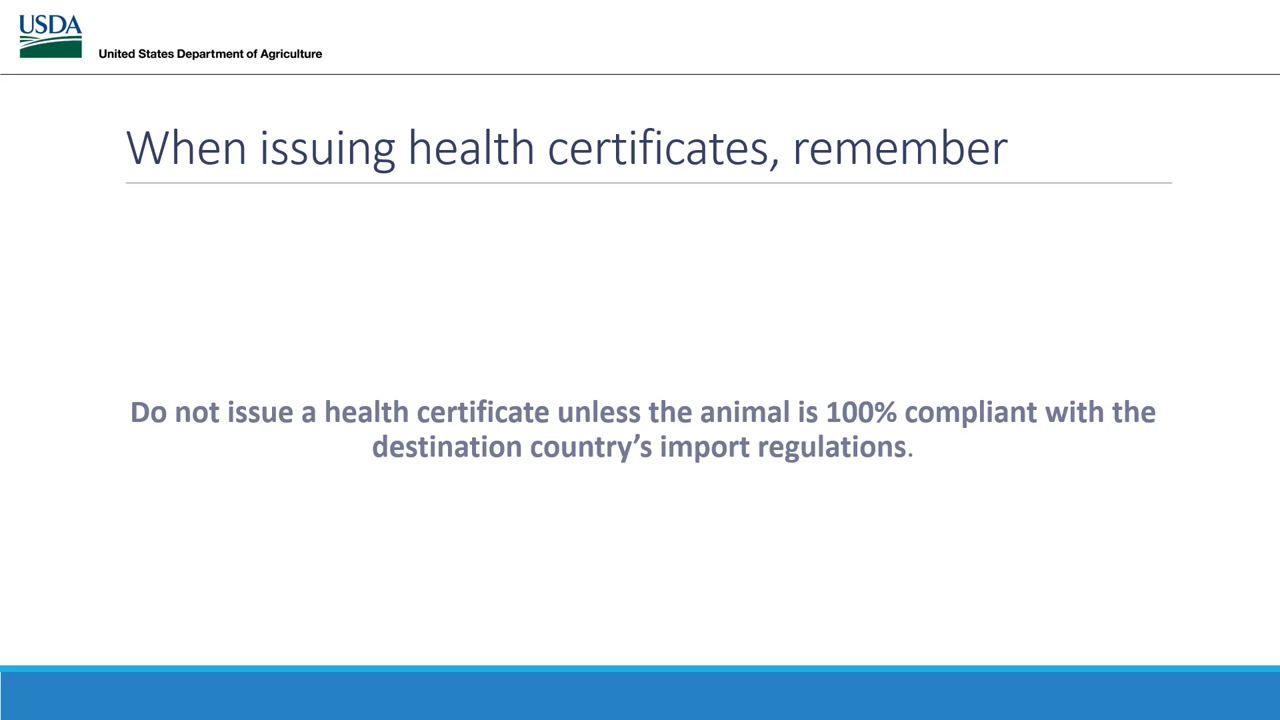 USDA
United States Department of Agriculture
When issuing health certificates, remember
Do not issue a health certificate unless the animal is 100% compliant with the
destination country’s import regulations.